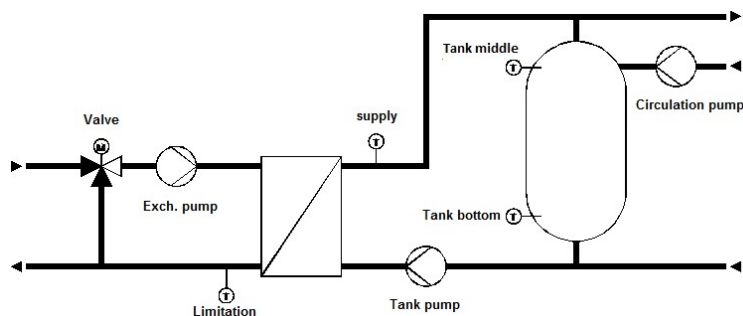 Tank middle
T
Circulation pump
supply
T
Valve
M
Exch. pump
Tank bottom
T
Tank pump
T
Limitation